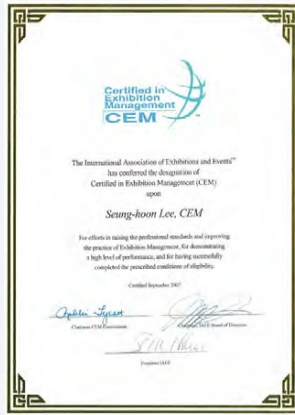 Certified in
Exhibition
Management
CEM
The International Association of Exhibitions and Events™
has conferred the designation of
Certified in Exhibition Management (CEM)
upon
Seung-hoon Lee, CEM
For efforts in raising the professional standards and improving
the practice of Exhibition Management, for demonstrating
a high level of performance, and for having successfully
completed the prescribed conditions of eligibility.
Certified September 2007
Chairman CEM Commission
Chairman, IAEE Board of Directors
President IAEE